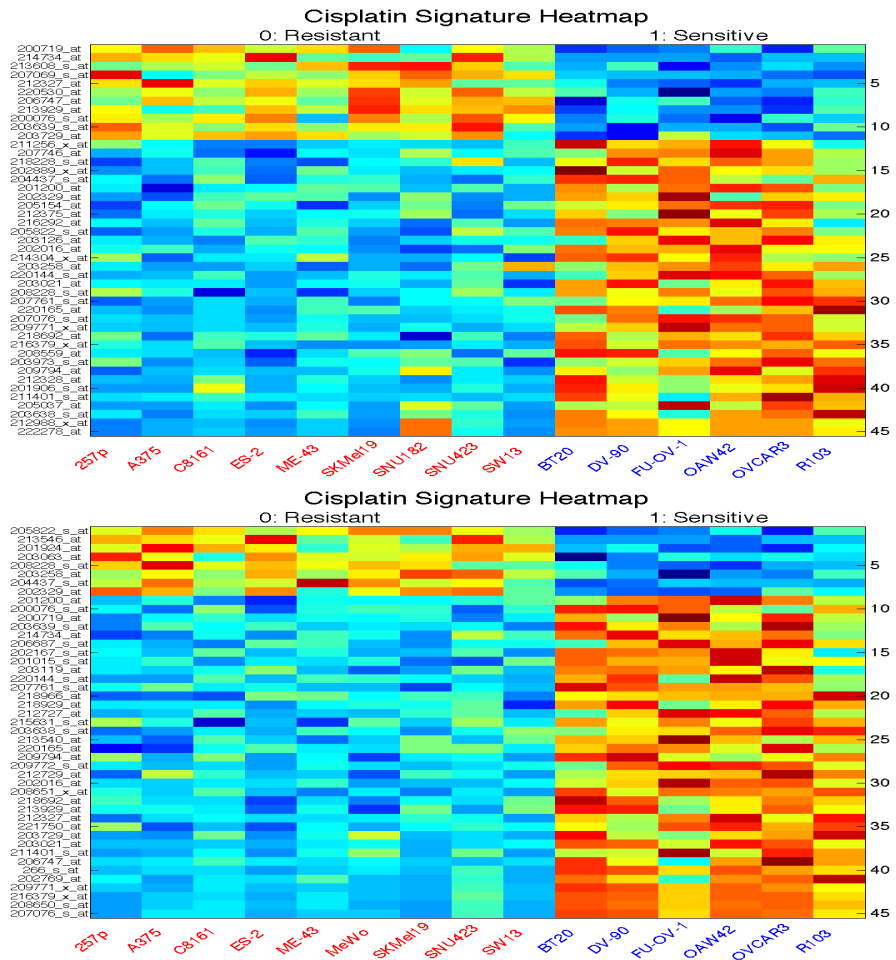 Cisplatin Signature Heatmap
0: Resistant 1: Sensitive
200719_at
214734_at
213608_s_at
207069_s_at
212327_at 5
220530_at
206747_at
213929_at
200076_s_at
203639_s_at 10
203729_at
211256_x_at
207746_at
218228_s_at
202889_x_at 15
204437_s_at
201200_at
202329_at
205154_at
212375_at 20
216292_at
205822_s_at
203126_at
202016_at
214304_x_at 25
203258_at
220144_s_at
203021_at
208228_s_at
207761_s_at 30
220165_at
207076_s_at
209771_x_at
218692_at
216379_x_at 35
208559_at
203973_s_at
209794_at
212328_at
201906_s_at 40
211401_s_at
205037_at
203638_s_at
212988_x_at
222278_at 45
257p A375 C8161 ES-2 ME-43 SKMel19 SNU182 SNU423 SW13 BT20 DV-90 FU-OV-1 OAW42 OVCAR3 R103
Cisplatin Signature Heatmap
0: Resistant 1: Sensitive
205822_s_at
213546_at
201924_at
203063_at
208228_s_at 5
203258_at
204437_s_at
202329_at
201200_at
200076_s_at 10
200719_at
203639_s_at
214734_at
206687_s_at
202167_s_at 15
201015_s_at
203119_at
220144_s_at
207761_s_at
218966_at 20
218929_at
212727_at
215631_s_at
203638_s_at
213540_at 25
220165_at
209794_at
209772_s_at
212729_at
202016_at 30
208651_x_at
218692_at
213929_at
212327_at
221750_at 35
203729_at
203021_at
211401_s_at
206747_at
266_s_at 40
202769_at
209771_x_at
216379_x_at
208650_s_at
207076_s_at 45
257p A375 C8161 ES-2 ME-43 MeWo SKMel19 SNU423 SW13 BT20 DV-90 FU-OV-1 OAW42 OVCAR3 R103